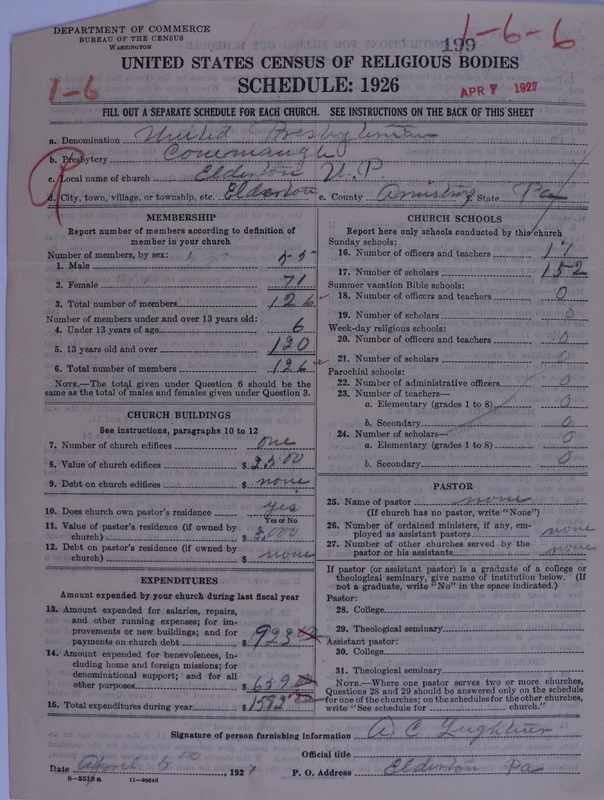 DEPARTMENT OF COMMERCE
BUREAU OF THE CENSUS
WASHINGTON
199
1-6-6
UNITED STATES CENSUS OF RELIGIOUS BODIES
SCHEDULE: 1926
1-6
APR 7 1927
FILL OUT A SEPARATE SCHEDULE FOR EACH CHURCH. SEE INSTRUCTIONS ON THE BACK OF THIS SHEET
a. Denomination United Presbyterian
b. Presbytery Conemaugh
c. Local name of church Elderton U. P.
d. City, town, village, or township, etc. Elderton e. County Armstrong f. State Pa
MEMBERSHIP
Report number of members according to definition of
member in your church
Number of members, by sex:
1. Male 55
2. Female 71
3. Total number of members 126
Number of members under and over 13 years old:
4. Under 13 years of age 6
5. 13 years old and over 120
6. Total number of members 126
NOTE.—The total given under Question 6 should be the
same as the total of males and females given under Question 3.
CHURCH BUILDINGS
See instructions, paragraphs 10 to 12
7. Number of church edifices one
8. Value of church edifices $ 2500
9. Debt on church edifices $ none
10. Does church own pastor's residence yes
Yes or No
11. Value of pastor's residence (if owned by
church) $ 3,000
12. Debt on pastor's residence (if owned by
church) $ none
EXPENDITURES
Amount expended by your church during last fiscal year
13. Amount expended for salaries, repairs,
and other running expenses; for im-
provements or new buildings; and for
payments on church debt $ 923
14. Amount expended for benevolences, in-
cluding home and foreign missions; for
denominational support; and for all
other purposes $ 659
15. Total expenditures during year $ 1582
CHURCH SCHOOLS
Report here only schools conducted by this church
Sunday schools:
16. Number of officers and teachers 17
17. Number of scholars 152
Summer vacation Bible schools:
18. Number of officers and teachers 0
19. Number of scholars 0
Week-day religious schools:
20. Number of officers and teachers 0
21. Number of scholars 0
Parochial schools:
22. Number of administrative officers 0
23. Number of teachers—
a. Elementary (grades 1 to 8) 0
b. Secondary 0
24. Number of scholars—
a. Elementary (grades 1 to 8) 0
b. Secondary 0
PASTOR
25. Name of pastor none
(If church has no pastor, write "None")
26. Number of ordained ministers, if any, em-
ployed as assistant pastors none
27. Number of other churches served by the
pastor or his assistants none
If pastor (or assistant pastor) is a graduate of a college or
theological seminary, give name of institution below. (If
not a graduate, write "No" in the space indicated.)
Pastor:
28. College
29. Theological seminary
Assistant pastor:
30. College
31. Theological seminary
NOTE.—Where one pastor serves two or more churches,
Questions 28 and 29 should be answered only on the schedule
for one of the churches; on the schedules for the other churches,
write "See schedule for church."
Signature of person furnishing information A C Lughtner
Official title
Date April 1927 P. O. Address Elderton Pa
8-5518 a